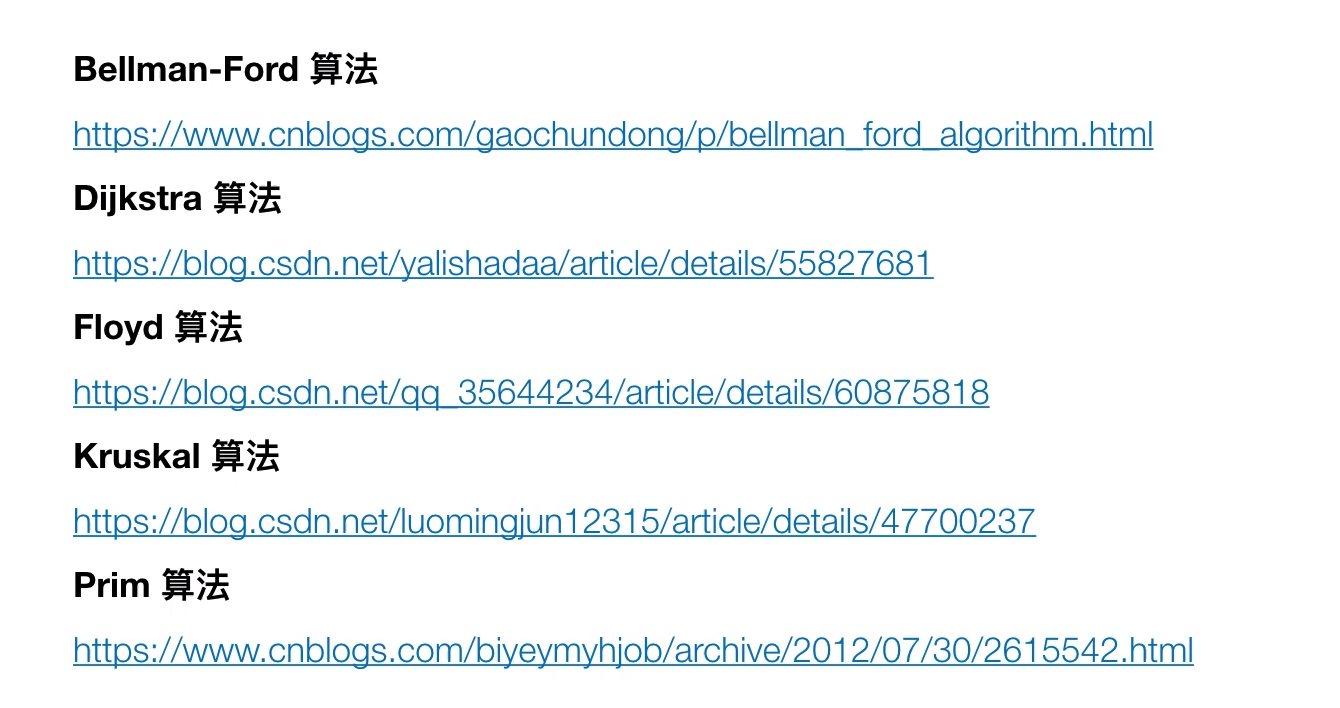 Bellman-Ford 算法
https://www.cnblogs.com/gaochundong/p/bellman_ford_algorithm.html
Dijkstra 算法
https://blog.csdn.net/yalishadaa/article/details/55827681
Floyd 算法
https://blog.csdn.net/qq_35644234/article/details/60875818
Kruskal 算法
https://blog.csdn.net/luomingjun12315/article/details/47700237
Prim 算法
https://www.cnblogs.com/biyeymyhjob/archive/2012/07/30/2615542.html